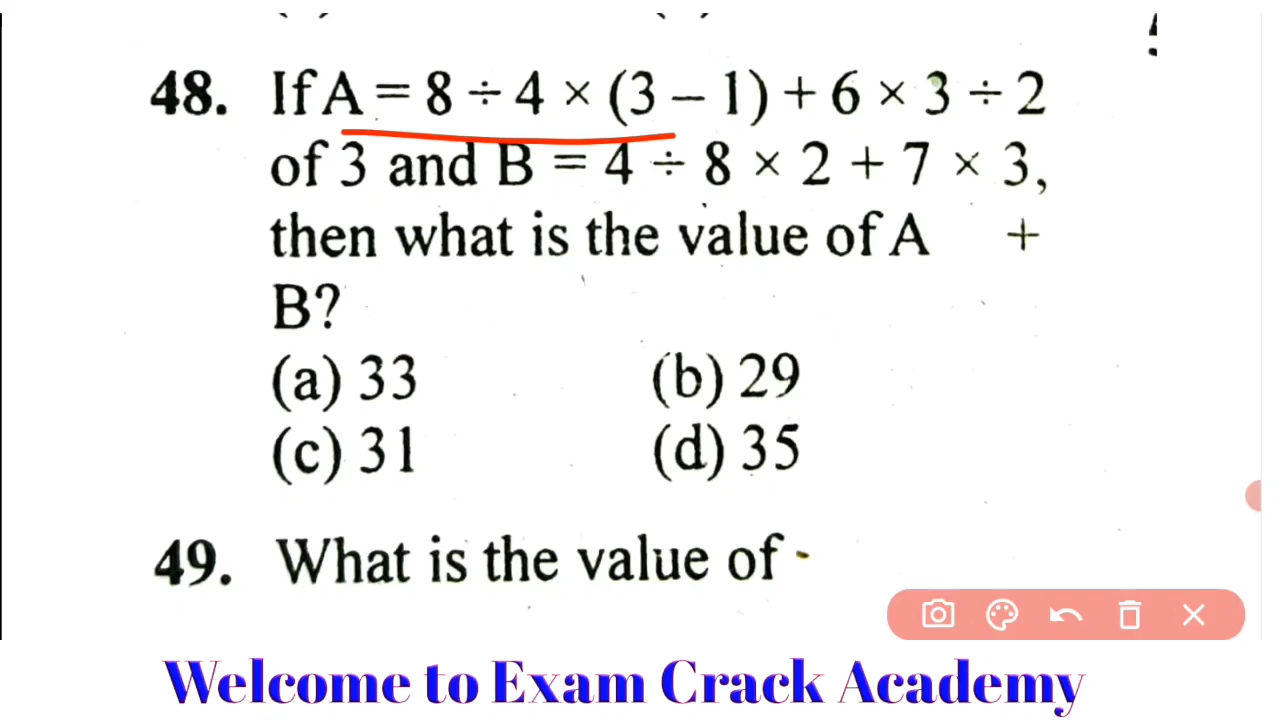 48. If A = 8 ÷ 4 × (3 – 1) + 6 × 3 ÷ 2
of 3 and B = 4 ÷ 8 × 2 + 7 × 3,
then what is the value of A +
B?
(a) 33 (b) 29
(c) 31 (d) 35
49. What is the value of
Welcome to Exam Crack Academy